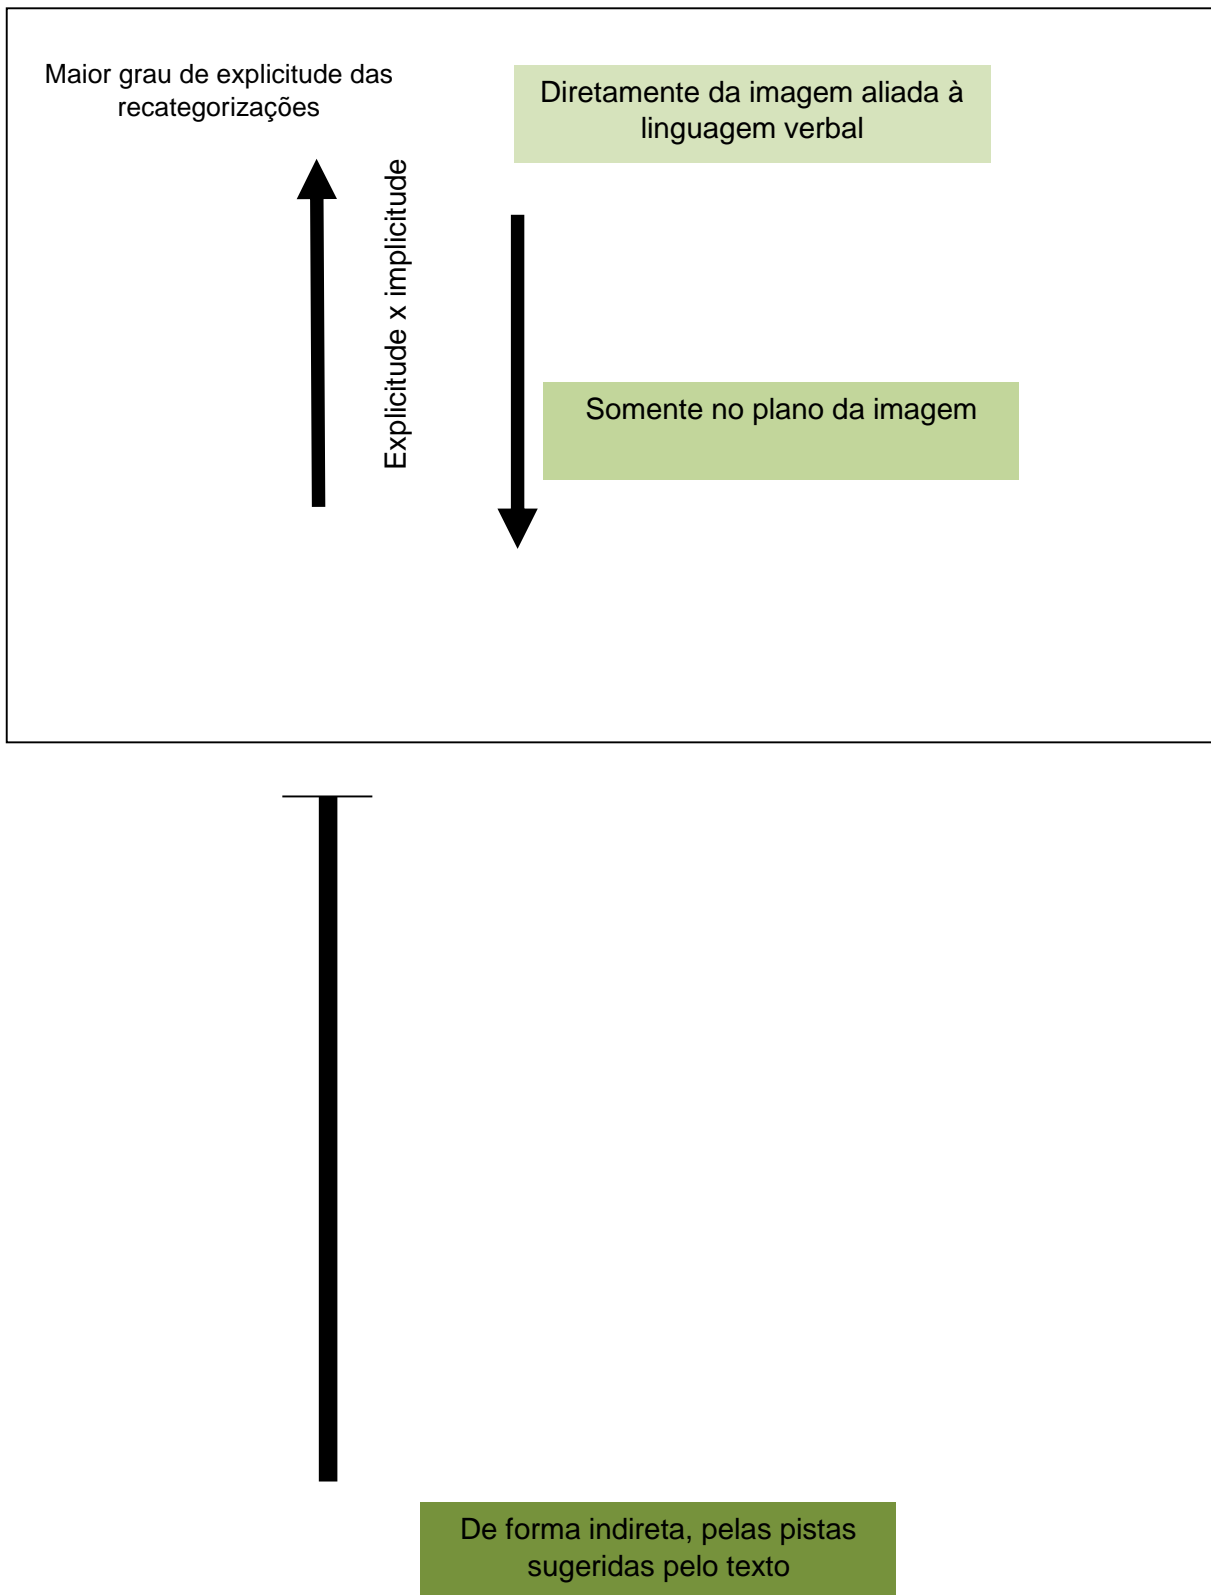 Maior grau de explicitude das
recategorizações
Diretamente da imagem aliada à
linguagem verbal
Explicitude x implicitude
Somente no plano da imagem
De forma indireta, pelas pistas
sugeridas pelo texto